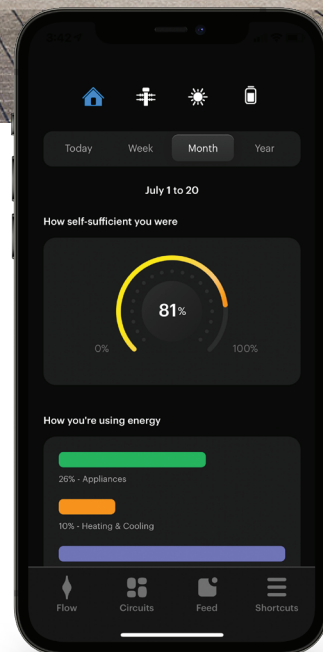 Today Week Month Year
July 1 to 20
How self-sufficient you were
81%
0% 100%
How you're using energy
26% - Appliances
10% - Heating & Cooling
Flow Circuits Feed Shortcuts